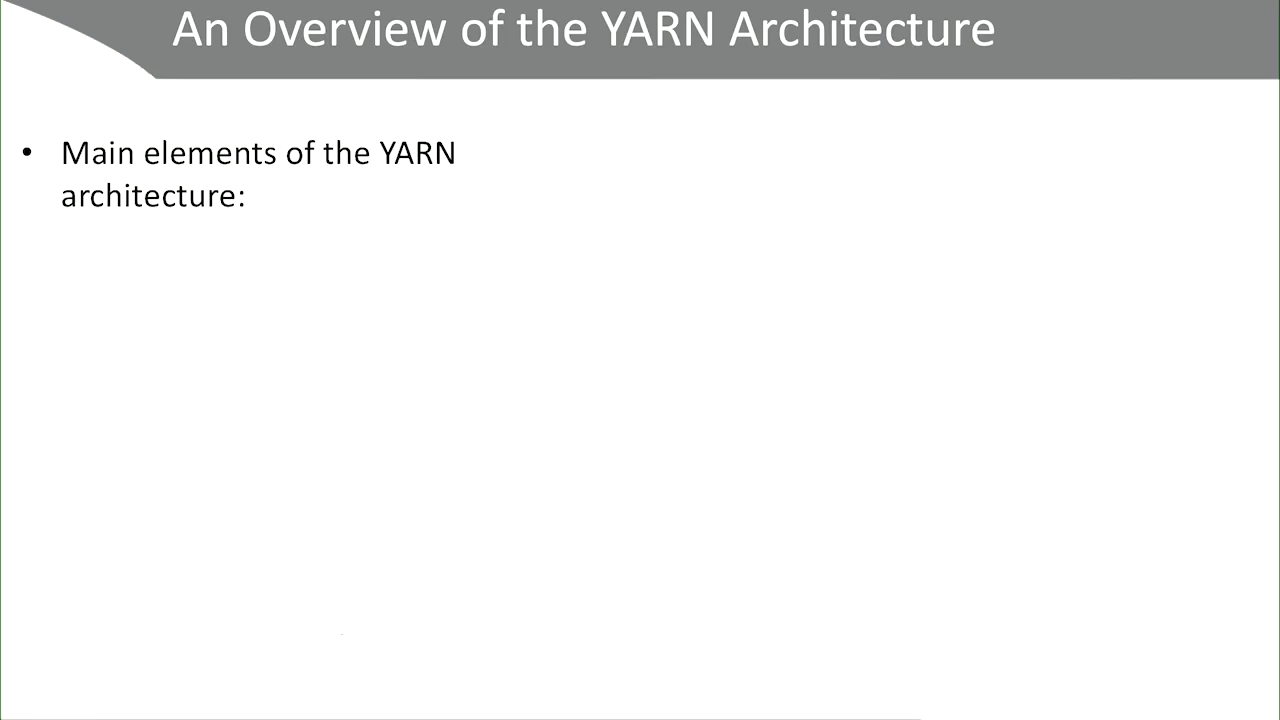 An Overview of the YARN Architecture
• Main elements of the YARN
architecture: